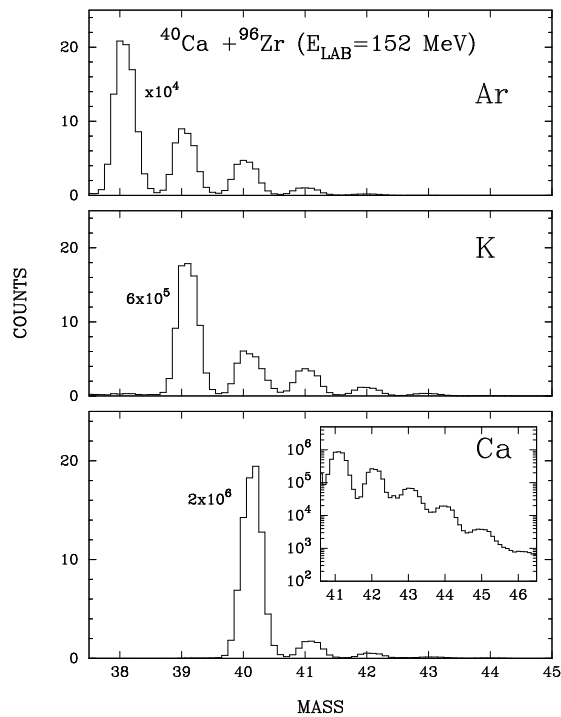 ⁴⁰Ca +⁹⁶Zr (E_LAB=152 MeV)
x10⁴
Ar
20
10
0
K
6x10⁵
20
10
0
COUNTS
Ca
2x10⁶
20
10
0
10⁶
10⁵
10⁴
10³
10²
41 42 43 44 45 46
38 39 40 41 42 43 44 45
MASS